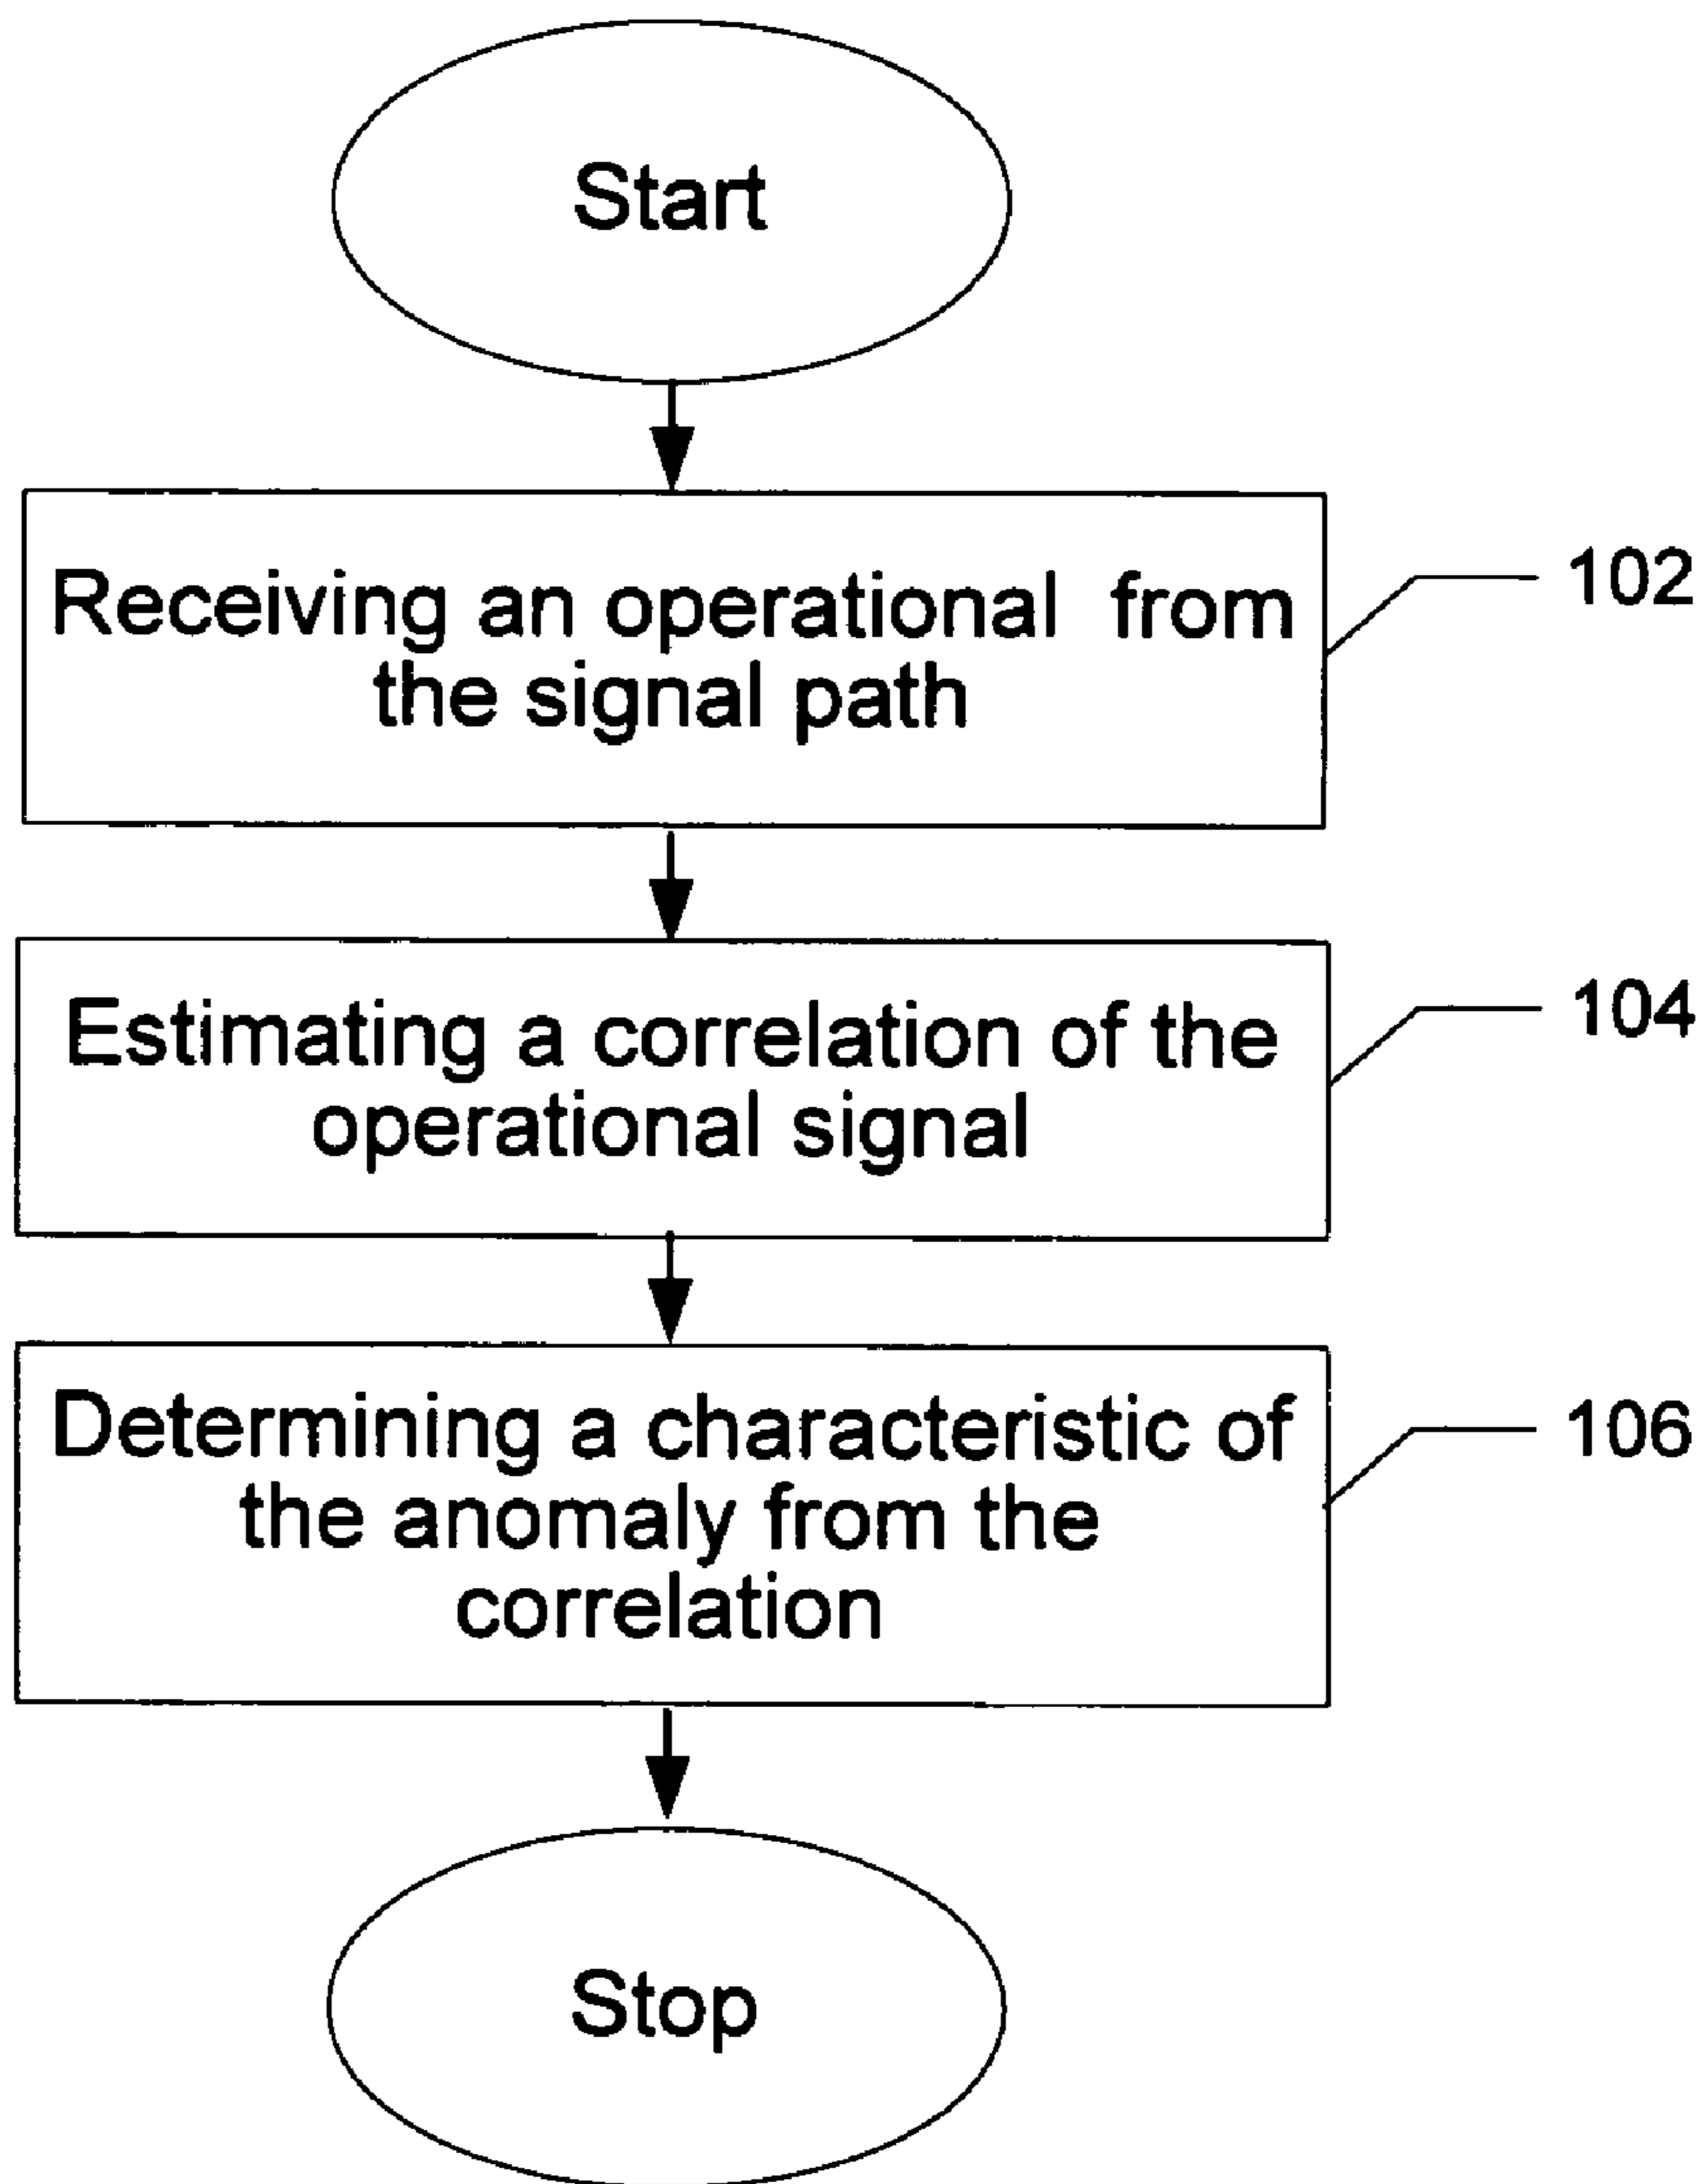 Start
Receiving an operational from
the signal path
102
Estimating a correlation of the
operational signal
104
Determining a characteristic of
the anomaly from the
correlation
106
Stop